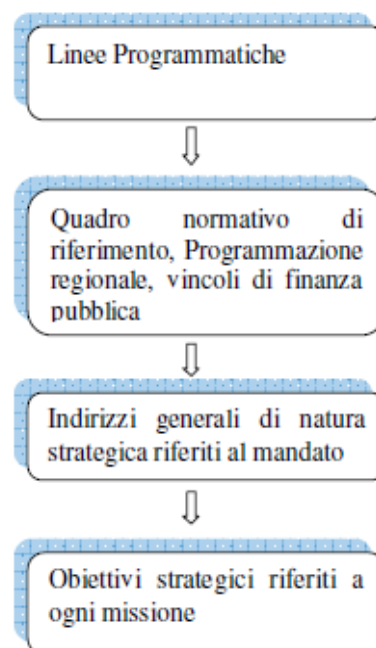 Linee Programmatiche
Quadro normativo di
riferimento, Programmazione
regionale, vincoli di finanza
pubblica
Indirizzi generali di natura
strategica riferiti al mandato
Obiettivi strategici riferiti a
ogni missione